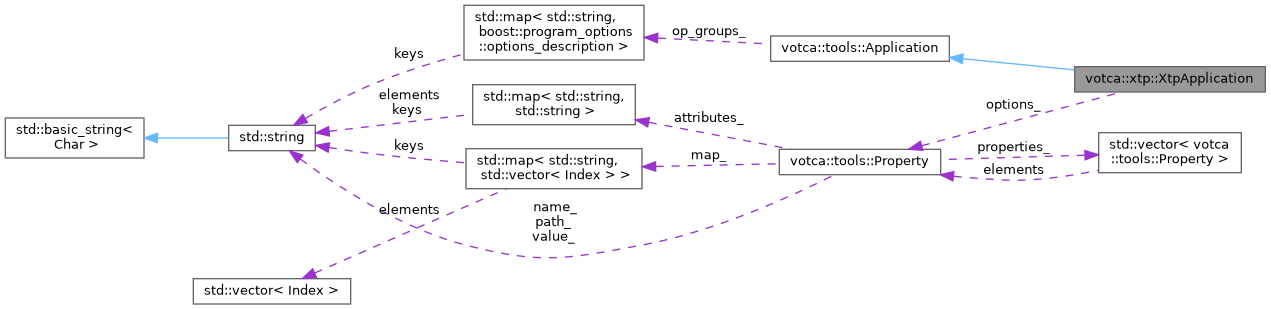 std::map< std::string,
boost::program_options
::options_description >
op_groups_
votca::tools::Application
keys
votca::xtp::XtpApplication
elements
keys
std::map< std::string,
std::string >
options_
attributes_
std::basic_string<
Char >
std::string
keys
std::map< std::string,
std::vector< Index > >
map_
votca::tools::Property
properties_
elements
std::vector< votca
::tools::Property >
elements
name_
path_
value_
std::vector< Index >